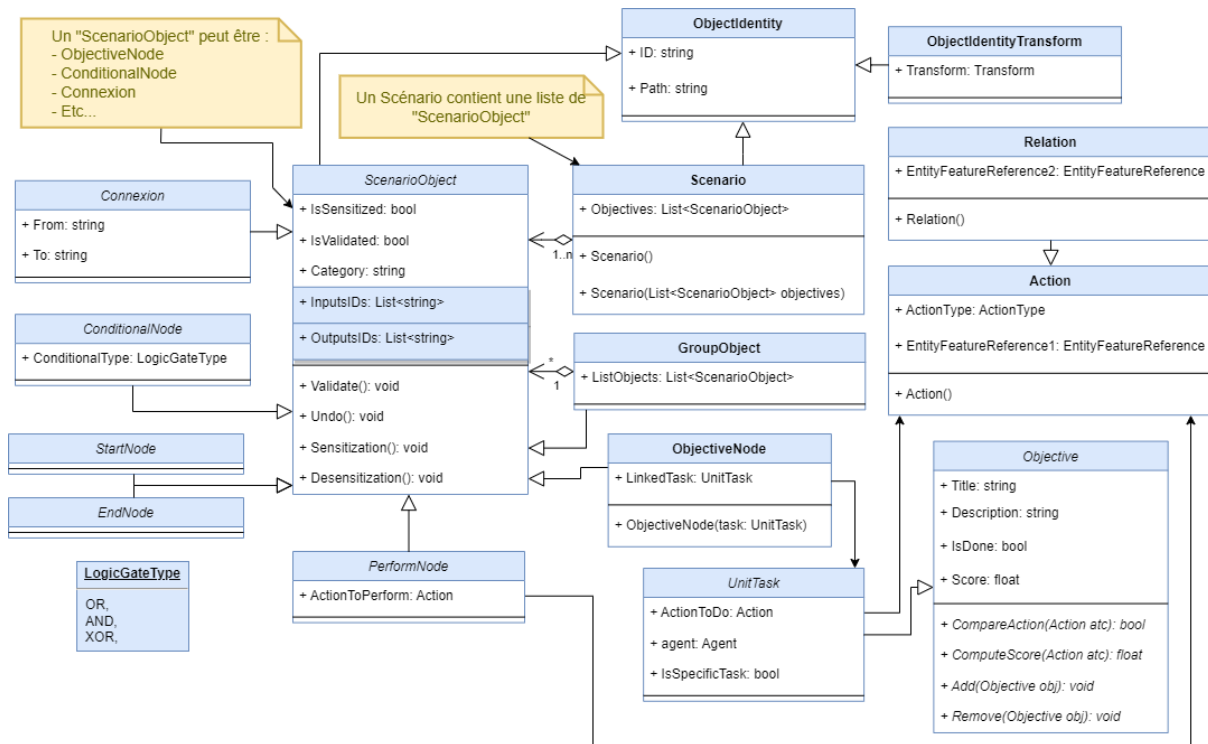 Un "ScenarioObject" peut être :
- ObjectiveNode
- ConditionalNode
- Connexion
- Etc...
Un Scénario contient une liste de
"ScenarioObject"
ObjectIdentity
+ ID: string
+ Path: string
ObjectIdentityTransform
+ Transform: Transform
Relation
+ EntityFeatureReference2: EntityFeatureReference
+ Relation()
Connexion
+ From: string
+ To: string
ScenarioObject
+ IsSensitized: bool
+ IsValidated: bool
+ Category: string
+ InputsIDs: List<string>
+ OutputsIDs: List<string>
+ Validate(): void
+ Undo(): void
+ Sensitization(): void
+ Desensitization(): void
1..n
Scenario
+ Objectives: List<ScenarioObject>
+ Scenario()
+ Scenario(List<ScenarioObject> objectives)
Action
+ ActionType: ActionType
+ EntityFeatureReference1: EntityFeatureReference
+ Action()
ConditionalNode
+ ConditionalType: LogicGateType
*
1
GroupObject
+ ListObjects: List<ScenarioObject>
StartNode
EndNode
ObjectiveNode
+ LinkedTask: UnitTask
+ ObjectiveNode(task: UnitTask)
Objective
+ Title: string
+ Description: string
+ IsDone: bool
+ Score: float
+ CompareAction(Action atc): bool
+ ComputeScore(Action atc): float
+ Add(Objective obj): void
+ Remove(Objective obj): void
LogicGateType
OR,
AND,
XOR,
PerformNode
+ ActionToPerform: Action
UnitTask
+ ActionToDo: Action
+ agent: Agent
+ IsSpecificTask: bool